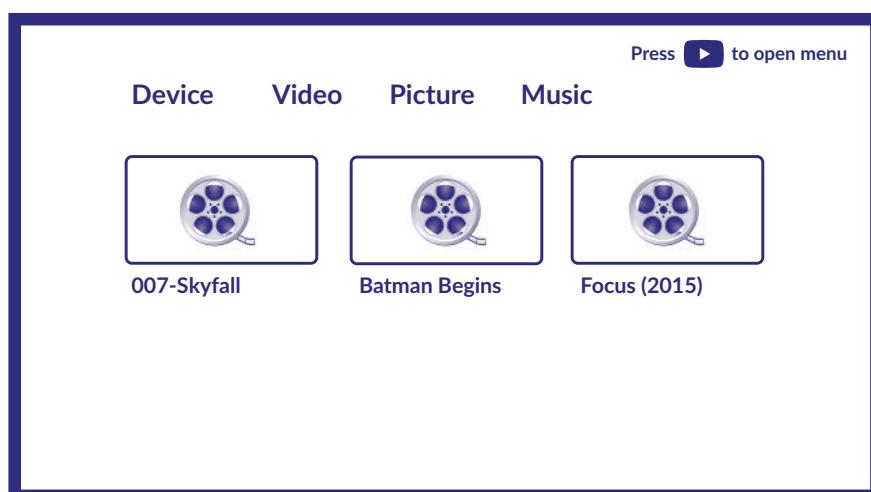 Press to open menu
Device Video Picture Music
007-Skyfall Batman Begins Focus (2015)